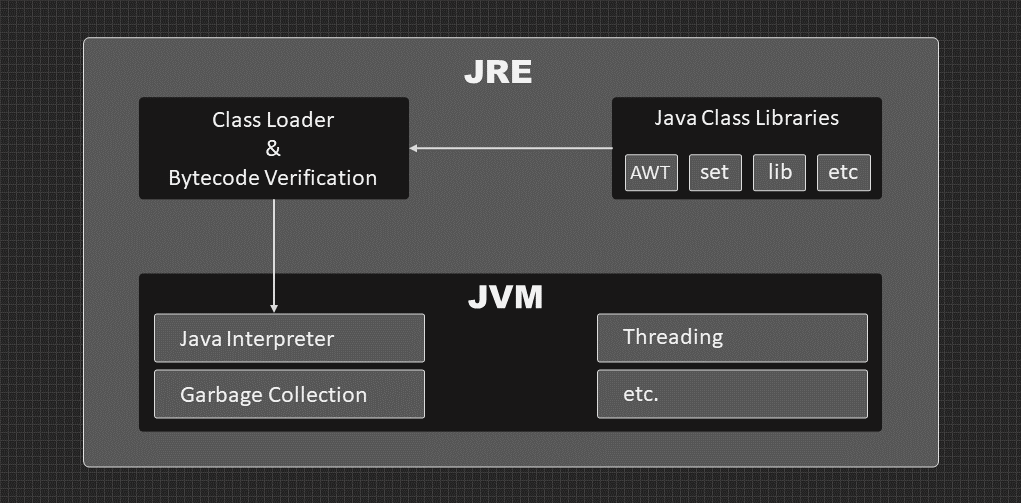 JRE
Class Loader
&
Bytecode Verification
Java Class Libraries
AWT set lib etc
JVM
Java Interpreter
Threading
Garbage Collection
etc.